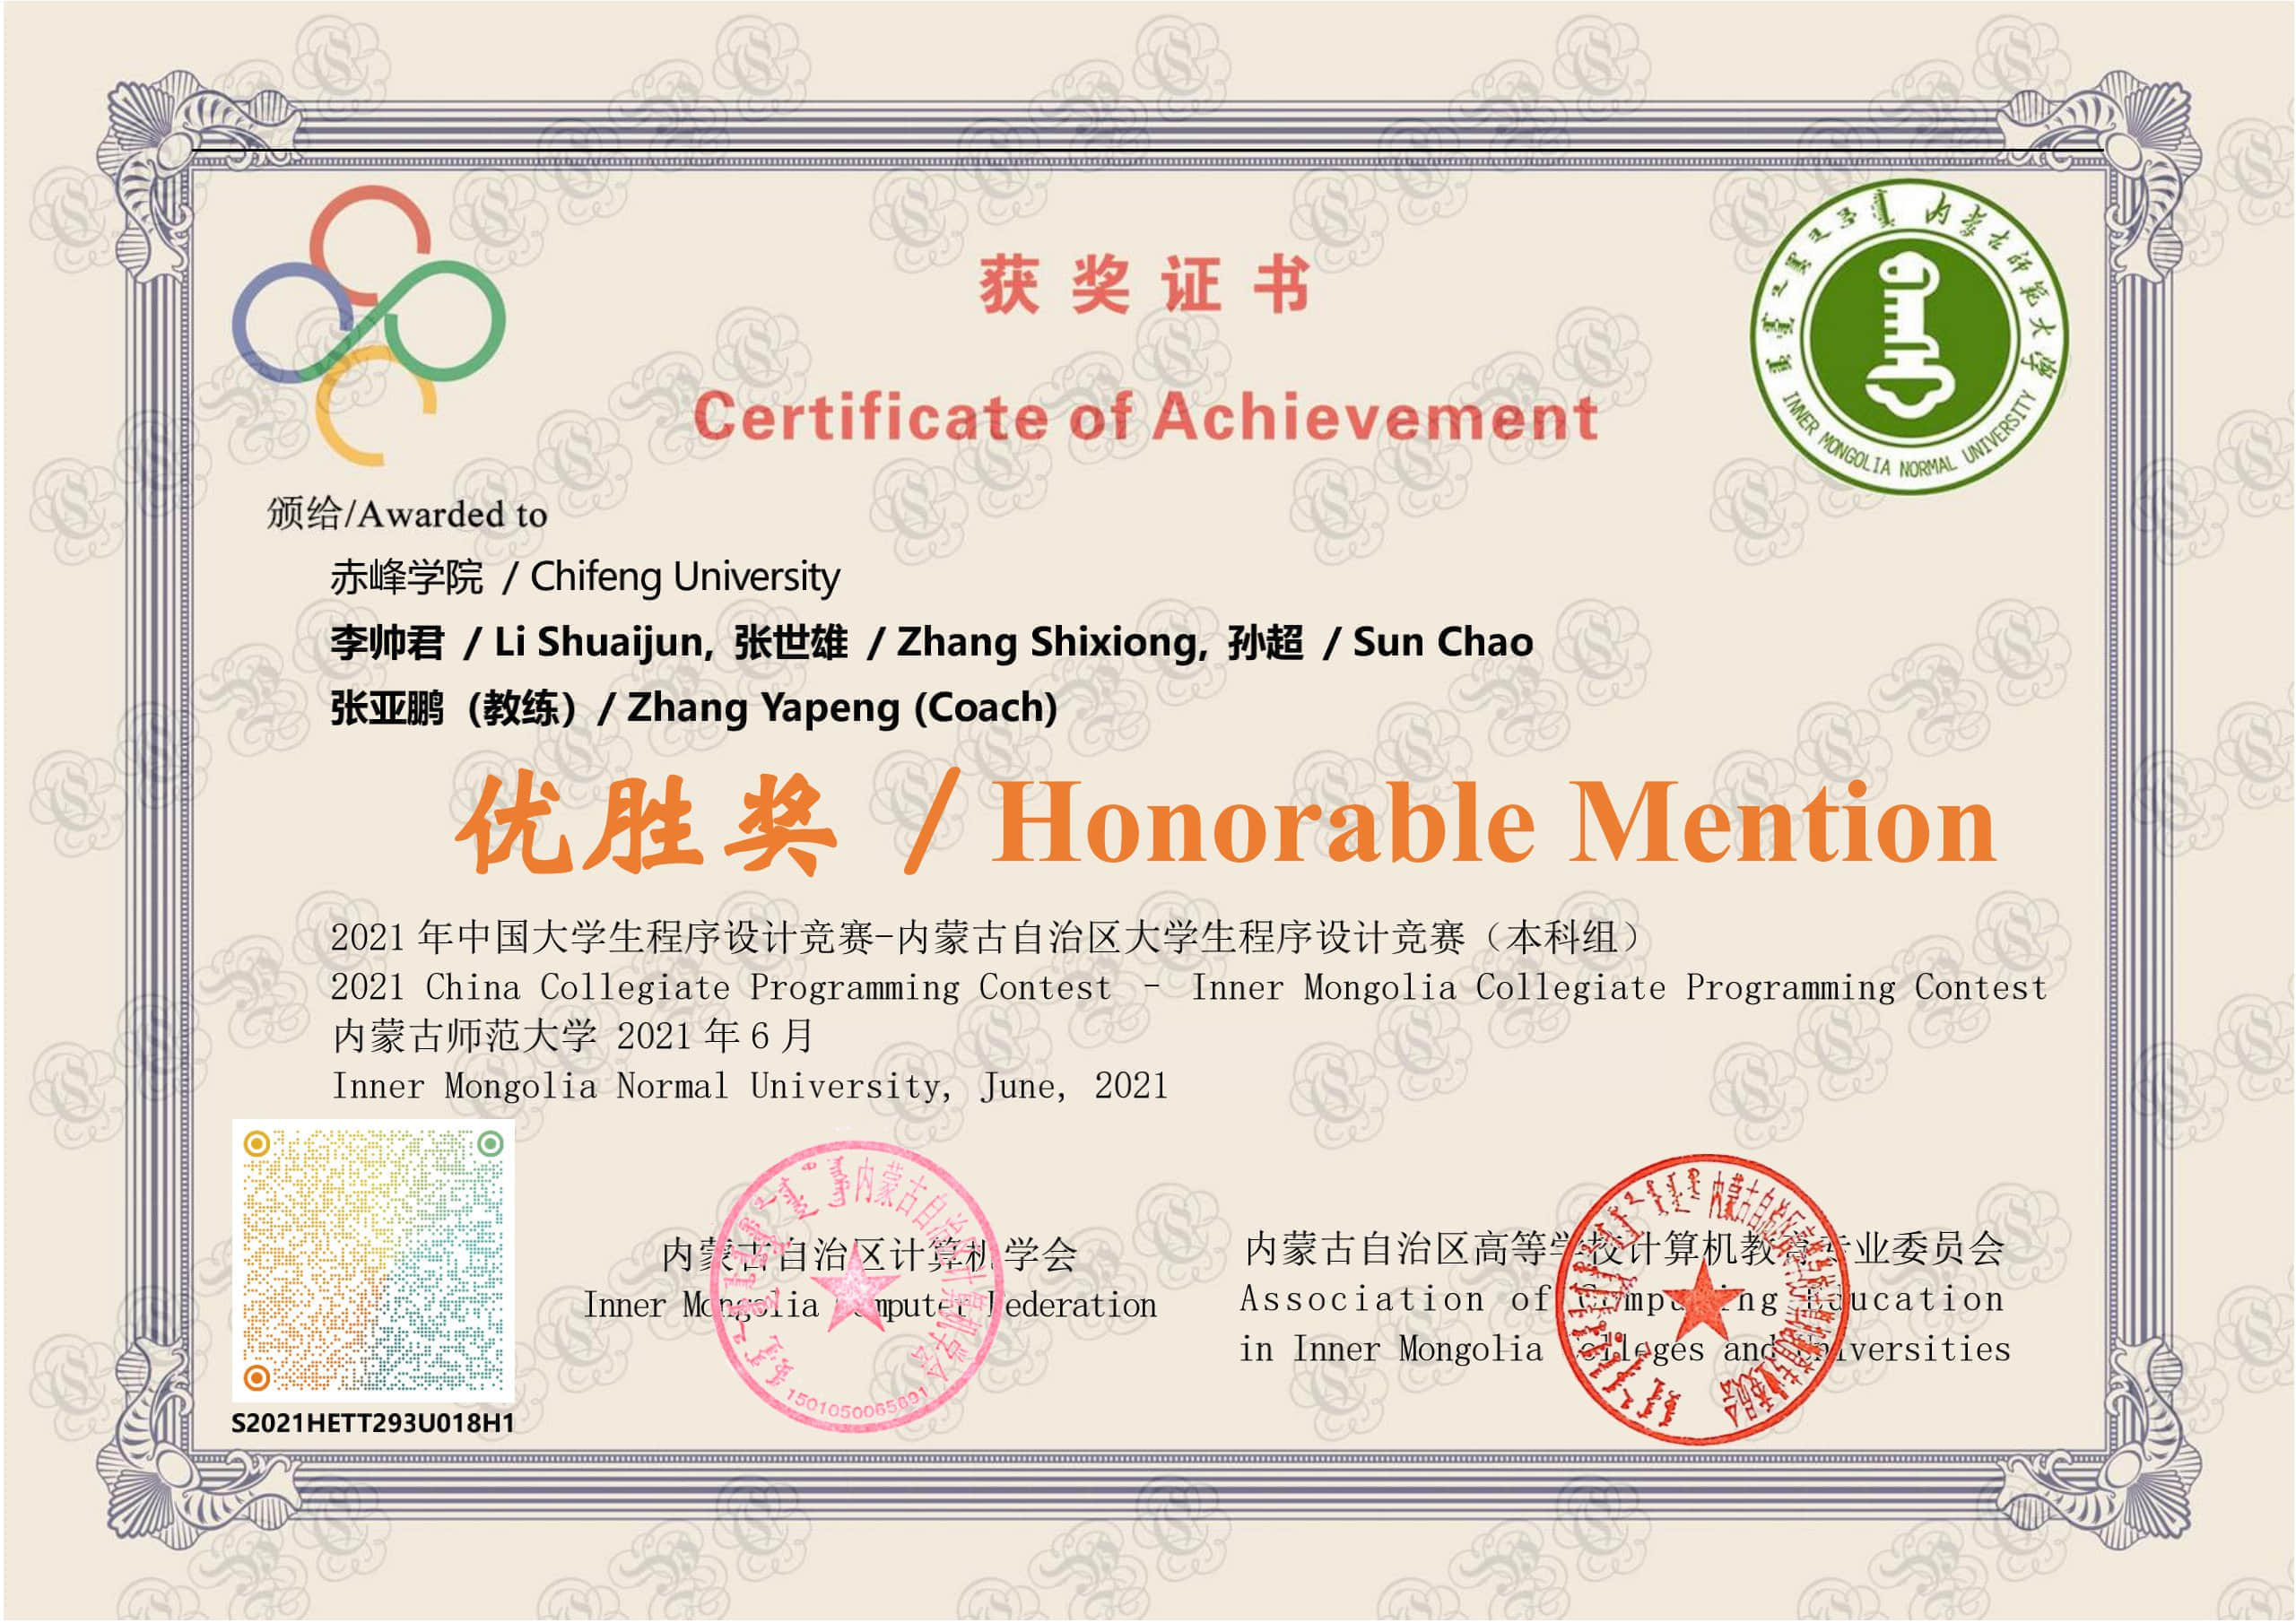 获奖证书
Certificate of Achievement
内蒙古师范大学
INNER MONGOLIA NORMAL UNIVERSITY
颁给/Awarded to
赤峰学院 / Chifeng University
李帅君 / Li Shuaijun, 张世雄 / Zhang Shixiong, 孙超 / Sun Chao
张亚鹏（教练）/ Zhang Yapeng (Coach)
优胜奖 / Honorable Mention
2021 年中国大学生程序设计竞赛-内蒙古自治区大学生程序设计竞赛（本科组）
2021 China Collegiate Programming Contest - Inner Mongolia Collegiate Programming Contest
内蒙古师范大学 2021 年 6 月
Inner Mongolia Normal University, June, 2021
S2021HETT293U018H1
内蒙古自治区计算机学会
Inner Mongolia Computer Federation
内蒙古自治区计算机学会
内蒙古自治区高等学校计算机教育专业委员会
Association of Computing Education
in Inner Mongolia Colleges and Universities